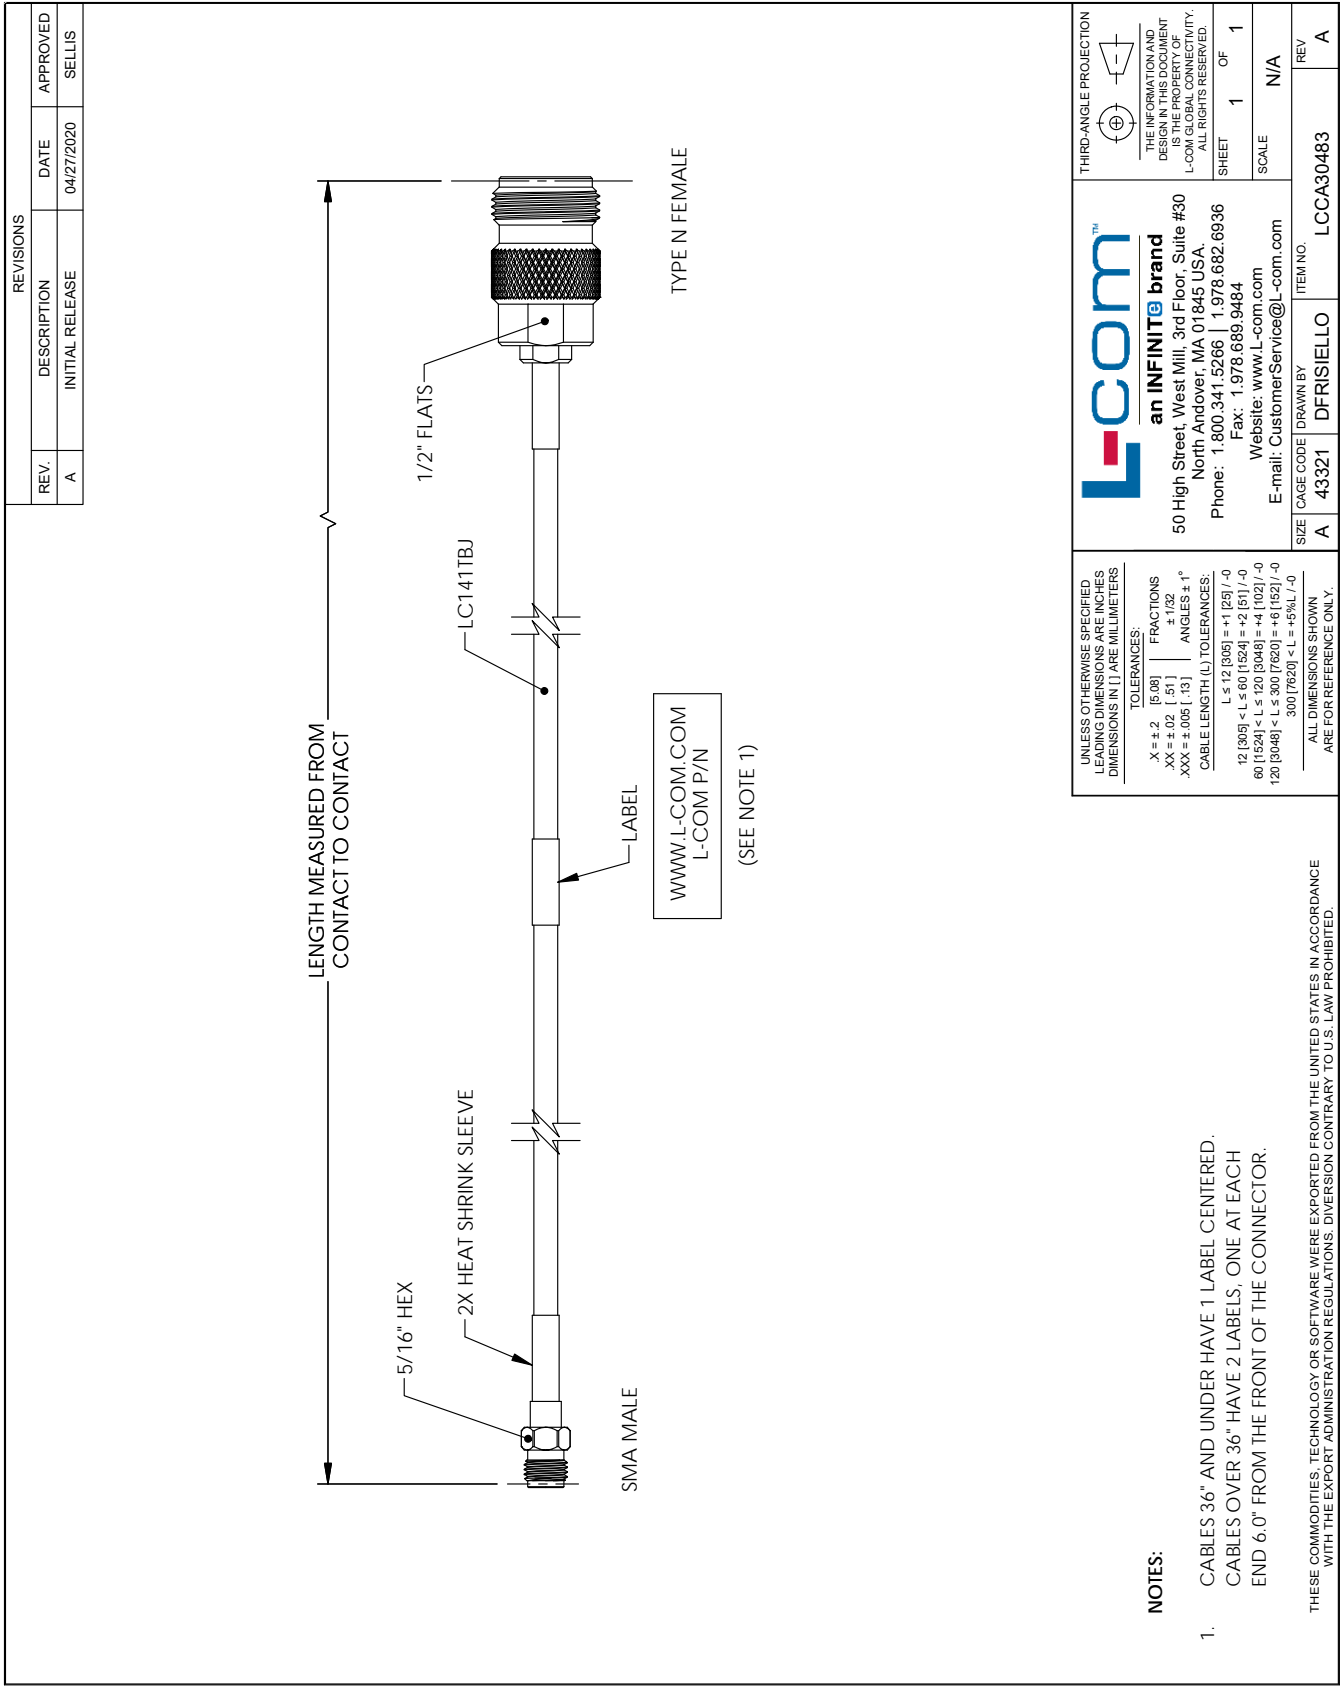 REVISIONS
REV. DESCRIPTION DATE APPROVED
A INITIAL RELEASE 04/27/2020 SELLIS
LENGTH MEASURED FROM
CONTACT TO CONTACT
5/16" HEX
2X HEAT SHRINK SLEEVE
LC141TBJ
1/2" FLATS
LABEL
SMA MALE
TYPE N FEMALE
WWW.L-COM.COM
L-COM P/N
(SEE NOTE 1)
NOTES:
1. CABLES 36" AND UNDER HAVE 1 LABEL CENTERED.
CABLES OVER 36" HAVE 2 LABELS, ONE AT EACH
END 6.0" FROM THE FRONT OF THE CONNECTOR.
THESE COMMODITIES, TECHNOLOGY OR SOFTWARE WERE EXPORTED FROM THE UNITED STATES IN ACCORDANCE
WITH THE EXPORT ADMINISTRATION REGULATIONS. DIVERSION CONTRARY TO U.S. LAW PROHIBITED.
UNLESS OTHERWISE SPECIFIED
LEADING DIMENSIONS ARE INCHES
DIMENSIONS IN [ ] ARE MILLIMETERS
TOLERANCES:
.X = ±.2 [5.08] FRACTIONS
.XX = ±.02 [ .51 ] ± 1/32
.XXX = ±.005 [ .13 ] ANGLES ± 1°
CABLE LENGTH (L) TOLERANCES:
L ≤ 12 [305] = +1 [25] / -0
12 [305] < L ≤ 60 [1524] = +2 [51] / -0
60 [1524] < L ≤ 120 [3048] = +4 [102] / -0
120 [3048] < L ≤ 300 [7620] = +6 [152] / -0
300 [7620] < L = +5%L / -0
ALL DIMENSIONS SHOWN
ARE FOR REFERENCE ONLY.
L-com™
an INFINITe brand
50 High Street, West Mill, 3rd Floor, Suite #30
North Andover, MA 01845 USA.
Phone: 1.800.341.5266 | 1.978.682.6936
Fax: 1.978.689.9484
Website: www.L-com.com
E-mail: CustomerService@L-com.com
THIRD-ANGLE PROJECTION
THE INFORMATION AND
DESIGN IN THIS DOCUMENT
IS THE PROPERTY OF
L-COM GLOBAL CONNECTIVITY.
ALL RIGHTS RESERVED.
SHEET 1 OF 1
SCALE N/A
SIZE CAGE CODE DRAWN BY ITEM NO. REV
A 43321 DFRISIELLO LCCA30483 A